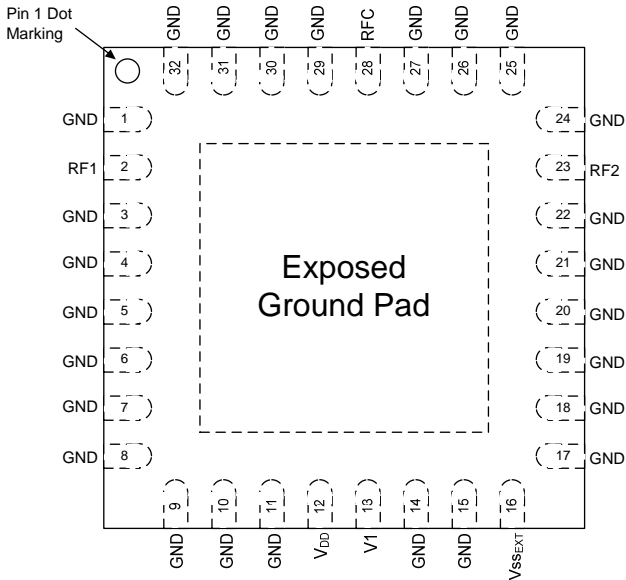 Pin 1 Dot
Marking
GND GND GND GND RFC GND GND GND
32 31 30 29 28 27 26 25
GND 1 24 GND
RF1 2 23 RF2
GND 3 22 GND
GND 4 21 GND
GND 5 20 GND
GND 6 19 GND
GND 7 18 GND
GND 8 17 GND
Exposed
Ground Pad
9 10 11 12 13 14 15 16
GND GND GND VDD V1 GND GND VSSEXT